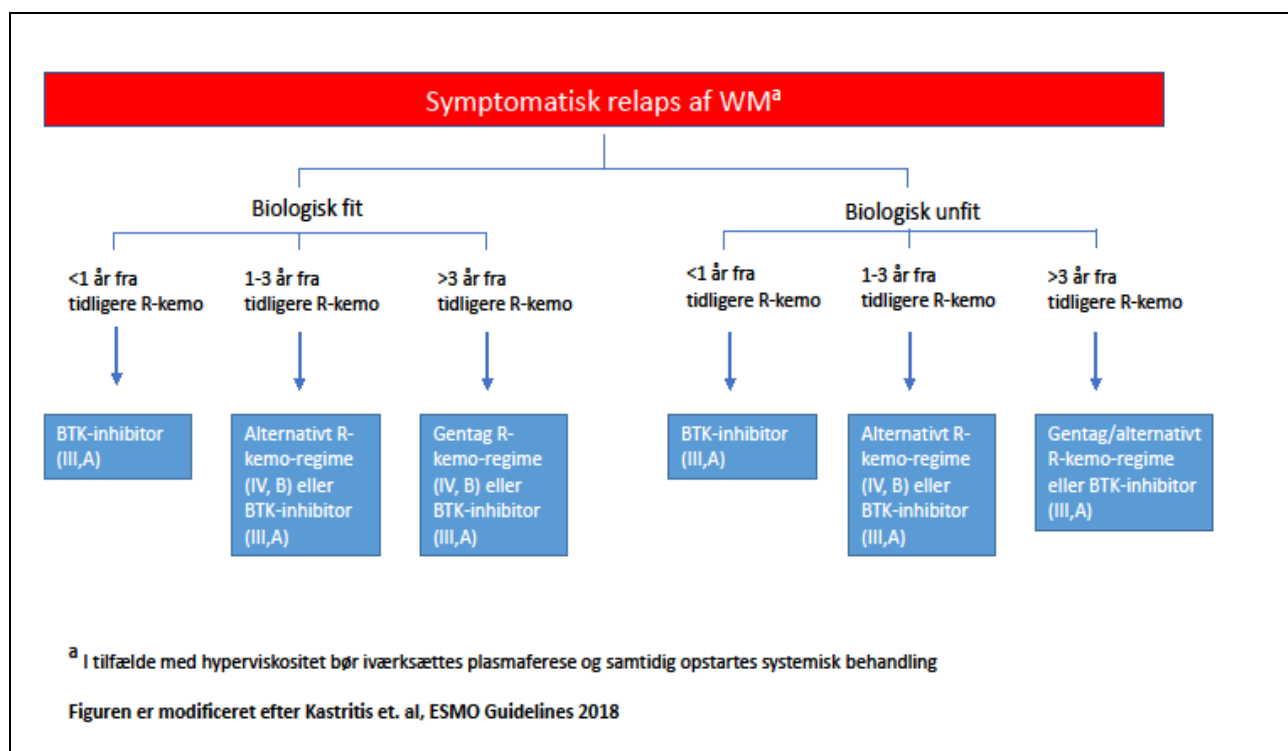 Symptomatisk relaps af WMᵃ
Biologisk fit
Biologisk unfit
<1 år fra
tidligere R-kemo
1-3 år fra
tidligere R-kemo
>3 år fra
tidligere R-kemo
<1 år fra
tidligere R-kemo
1-3 år fra
tidligere R-kemo
>3 år fra
tidligere R-kemo
BTK-inhibitor
(III,A)
Alternativt R-
kemo-regime
(IV, B) eller
BTK-inhibitor
(III,A)
Gentag R-
kemo-regime
(IV, B) eller
BTK-inhibitor
(III,A)
BTK-inhibitor
(III,A)
Alternativt R-
kemo-regime
(IV, B) eller
BTK-inhibitor
(III,A)
Gentag/alternativt
R-kemo-regime
eller BTK-inhibitor
(III,A)
ᵃ I tilfælde med hyperviskositet bør iværksættes plasmaferese og samtidig opstartes systemisk behandling
Figuren er modificeret efter Kastritis et. al, ESMO Guidelines 2018